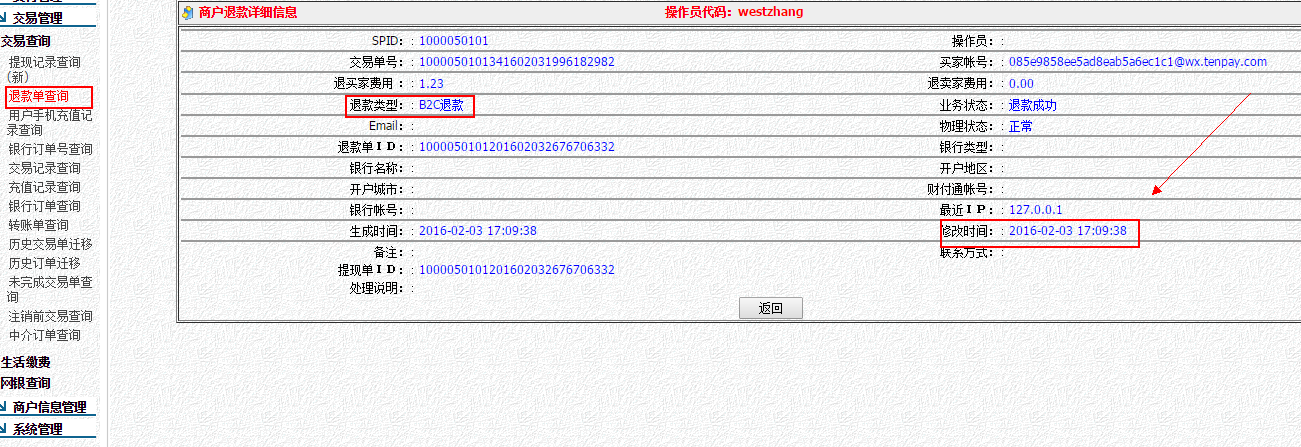 交易管理
交易查询
提现记录查询
（新）
退款单查询
用户手机充值记
录查询
银行订单号查询
交易记录查询
充值记录查询
银行订单查询
转账单查询
历史交易单迁移
历史订单迁移
未完成交易单查
询
注销前交易查询
中介订单查询
生活缴费
网银查询
商户信息管理
系统管理
商户退款详细信息 操作员代码：westzhang
SPID：: 1000050101 操作员：:
交易单号：: 1000050101341602031996182982 买家帐号：: 085e9858ee5ad8eab5a6ec1c1@wx.tenpay.com
退买家费用：: 1.23 退卖家费用：: 0.00
退款类型：: B2C退款 业务状态：: 退款成功
Email：: 物理状态：: 正常
退款单ＩＤ：: 1000050101201602032676706332 银行类型：:
银行名称：: 开户地区：:
开户城市：: 财付通帐号：:
银行帐号：: 最近ＩＰ：: 127.0.0.1
生成时间：: 2016-02-03 17:09:38 修改时间：: 2016-02-03 17:09:38
备注：: 联系方式：:
提现单ＩＤ：: 1000050101201602032676706332
处理说明：:
返回